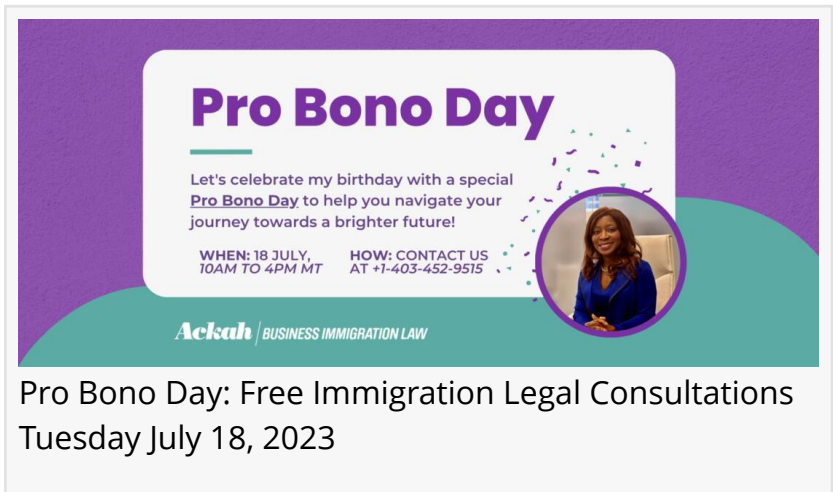 Pro Bono Day
Let's celebrate my birthday with a special
Pro Bono Day to help you navigate your
journey towards a brighter future!
WHEN: 18 JULY,
10AM TO 4PM MT
HOW: CONTACT US
AT +1-403-452-9515
Ackah | BUSINESS IMMIGRATION LAW
Pro Bono Day: Free Immigration Legal Consultations
Tuesday July 18, 2023